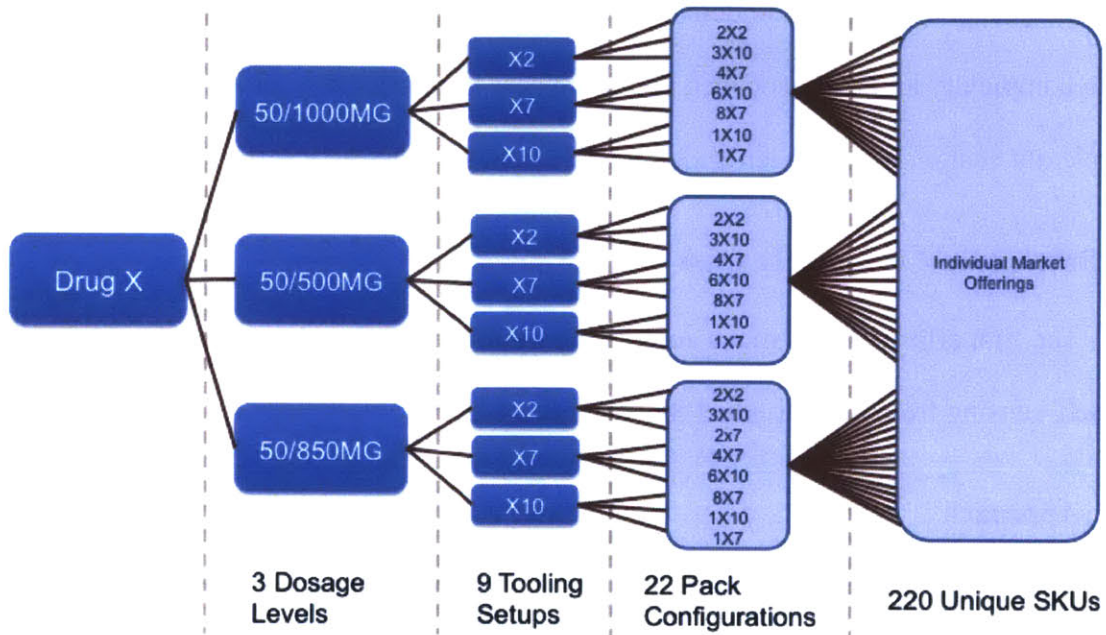 Drug X
50/1000MG
50/500MG
50/850MG
X2
X7
X10
X2
X7
X10
X2
X7
X10
2X2
3X10
4X7
6X10
8X7
1X10
1X7
2X2
3X10
4X7
6X10
8X7
1X10
1X7
2X2
3X10
2x7
4X7
6X10
8X7
1X10
1X7
Individual Market
Offerings
3 Dosage
Levels
9 Tooling
Setups
22 Pack
Configurations
220 Unique SKUs